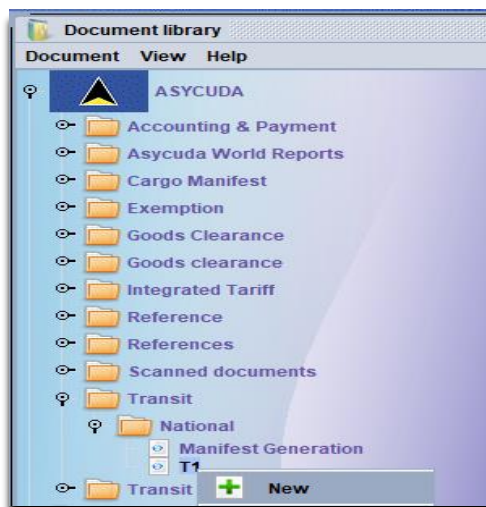 Document library
Document View Help
ASYCUDA
Accounting & Payment
Asycuda World Reports
Cargo Manifest
Exemption
Goods Clearance
Goods clearance
Integrated Tariff
Reference
References
Scanned documents
Transit
National
Manifest Generation
T1
Transit
New